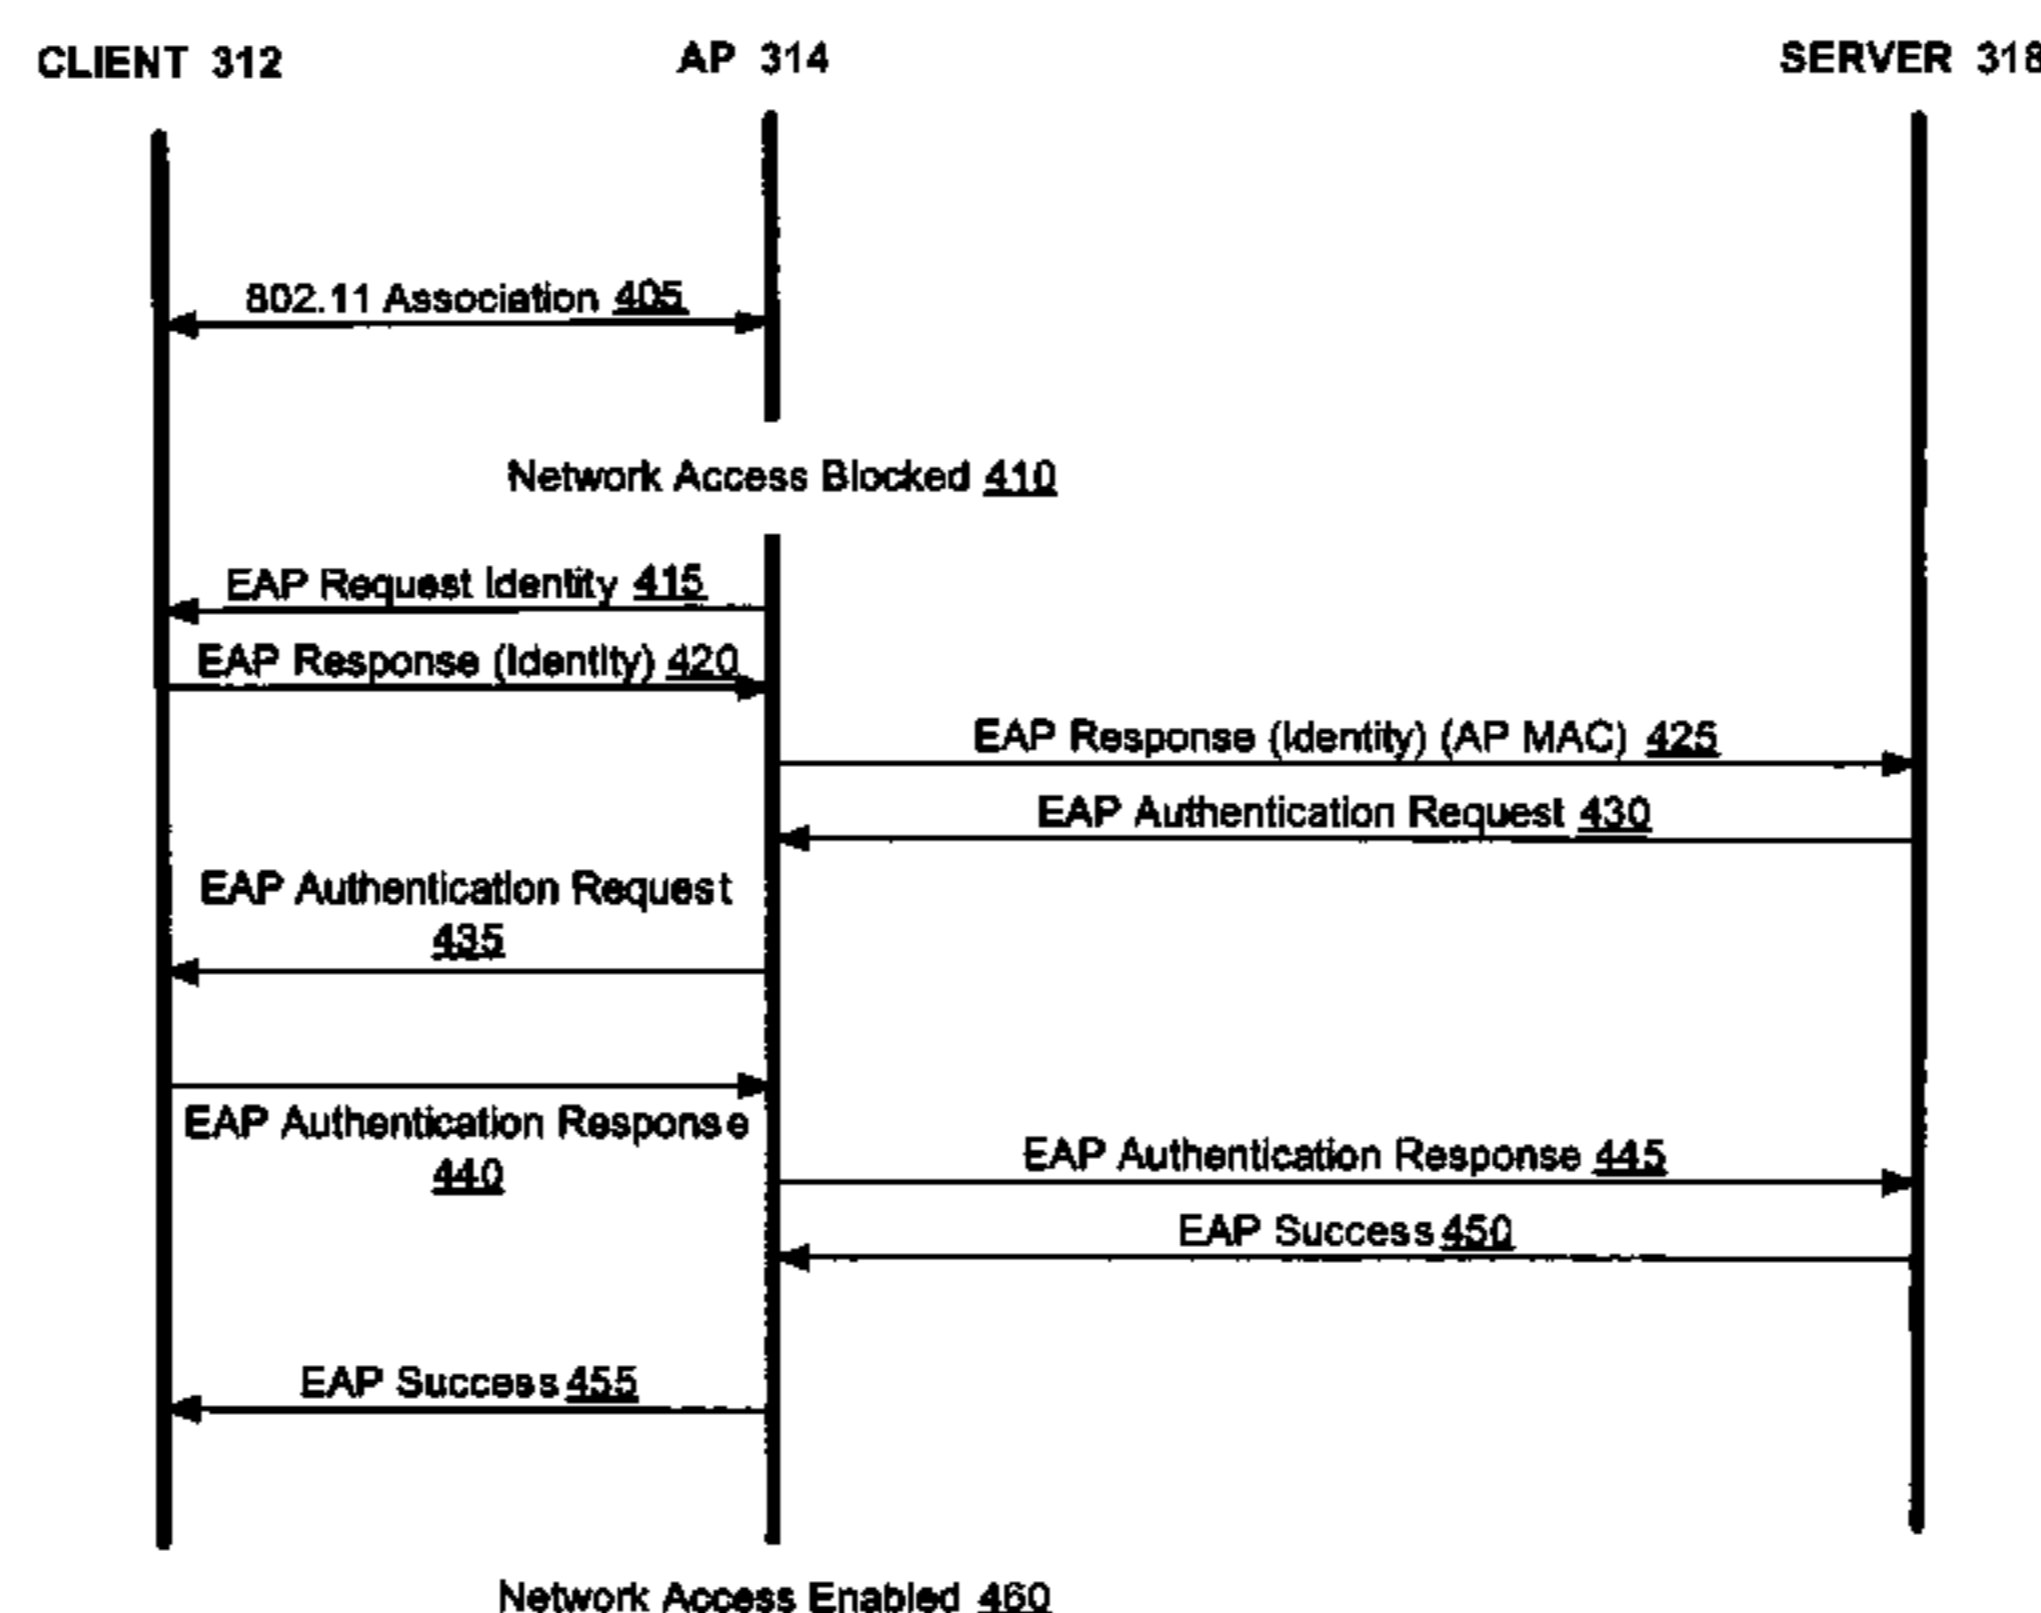 CLIENT 312
AP 314
SERVER 318
802.11 Association 405
Network Access Blocked 410
EAP Request Identity 415
EAP Response (Identity) 420
EAP Response (Identity) (AP MAC) 425
EAP Authentication Request 430
EAP Authentication Request
435
EAP Authentication Response
440
EAP Authentication Response 445
EAP Success 450
EAP Success 455
Network Access Enabled 460